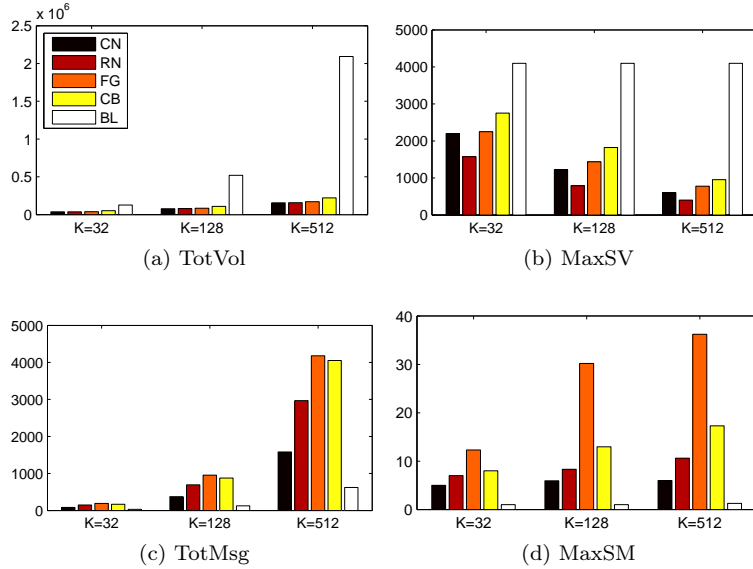 x 10^6
2.5
2
1.5
1
0.5
0
CN
RN
FG
CB
BL
K=32 K=128 K=512
(a) TotVol
5000
4000
3000
2000
1000
0
K=32 K=128 K=512
(b) MaxSV
5000
4000
3000
2000
1000
0
K=32 K=128 K=512
(c) TotMsg
40
30
20
10
0
K=32 K=128 K=512
(d) MaxSM